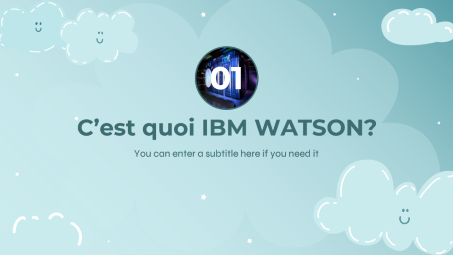 01
C’est quoi IBM WATSON?
You can enter a subtitle here if you need it